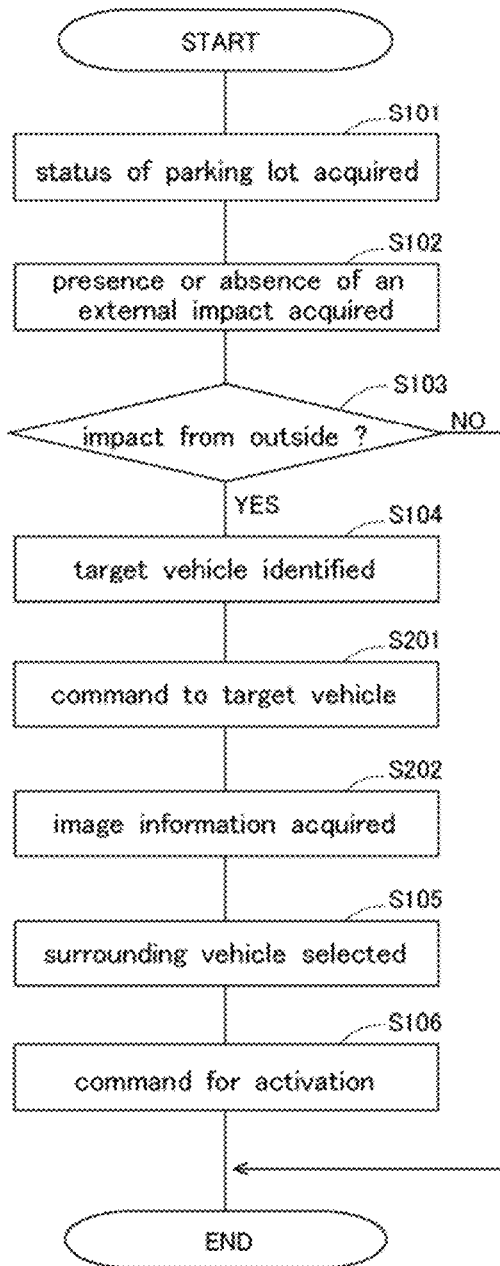 START
S101
status of parking lot acquired
S102
presence or absence of an
external impact acquired
S103
impact from outside ?
NO
YES
S104
target vehicle identified
S201
command to target vehicle
S202
image information acquired
S105
surrounding vehicle selected
S106
command for activation
END